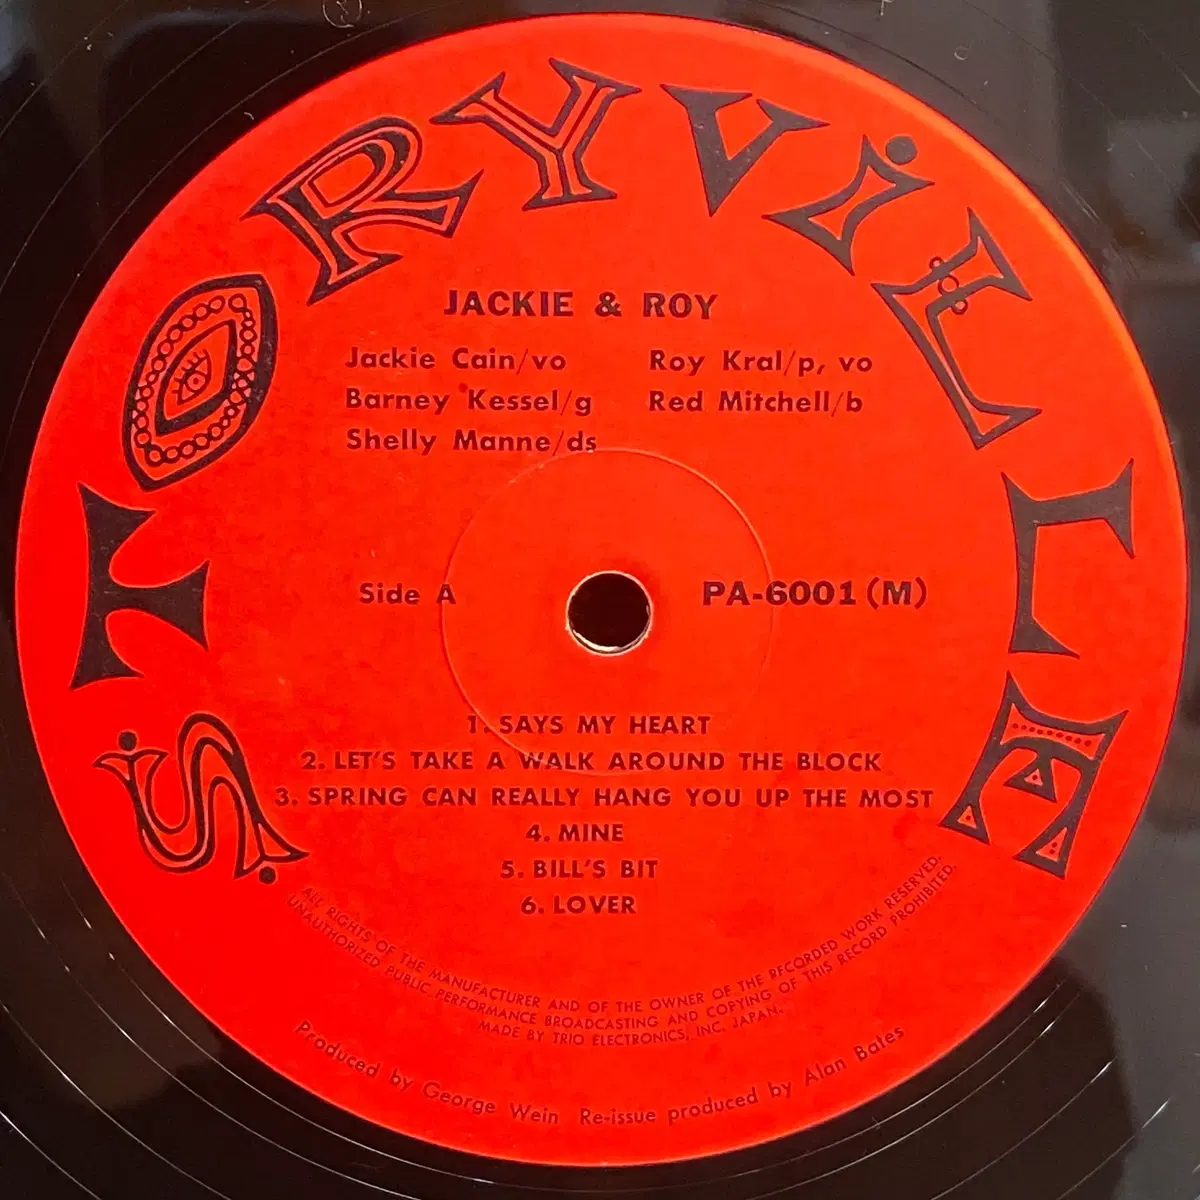 STORYViLLE
JACKIE & ROY
Jackie Cain/vo Roy Kral/p, vo
Barney Kessel/g Red Mitchell/b
Shelly Manne/ds
Side A PA-6001 (M)
1. SAYS MY HEART
2. LET'S TAKE A WALK AROUND THE BLOCK
3. SPRING CAN REALLY HANG YOU UP THE MOST
4. MINE
5. BILL'S BIT
6. LOVER
ALL RIGHTS OF THE MANUFACTURER AND OF THE OWNER OF THE RECORDED WORK RESERVED.
UNAUTHORIZED PUBLIC PERFORMANCE BROADCASTING AND COPYING OF THIS RECORD PROHIBITED.
MADE BY TRIO ELECTRONICS, INC. JAPAN.
Produced by George Wein Re-issue produced by Alan Bates